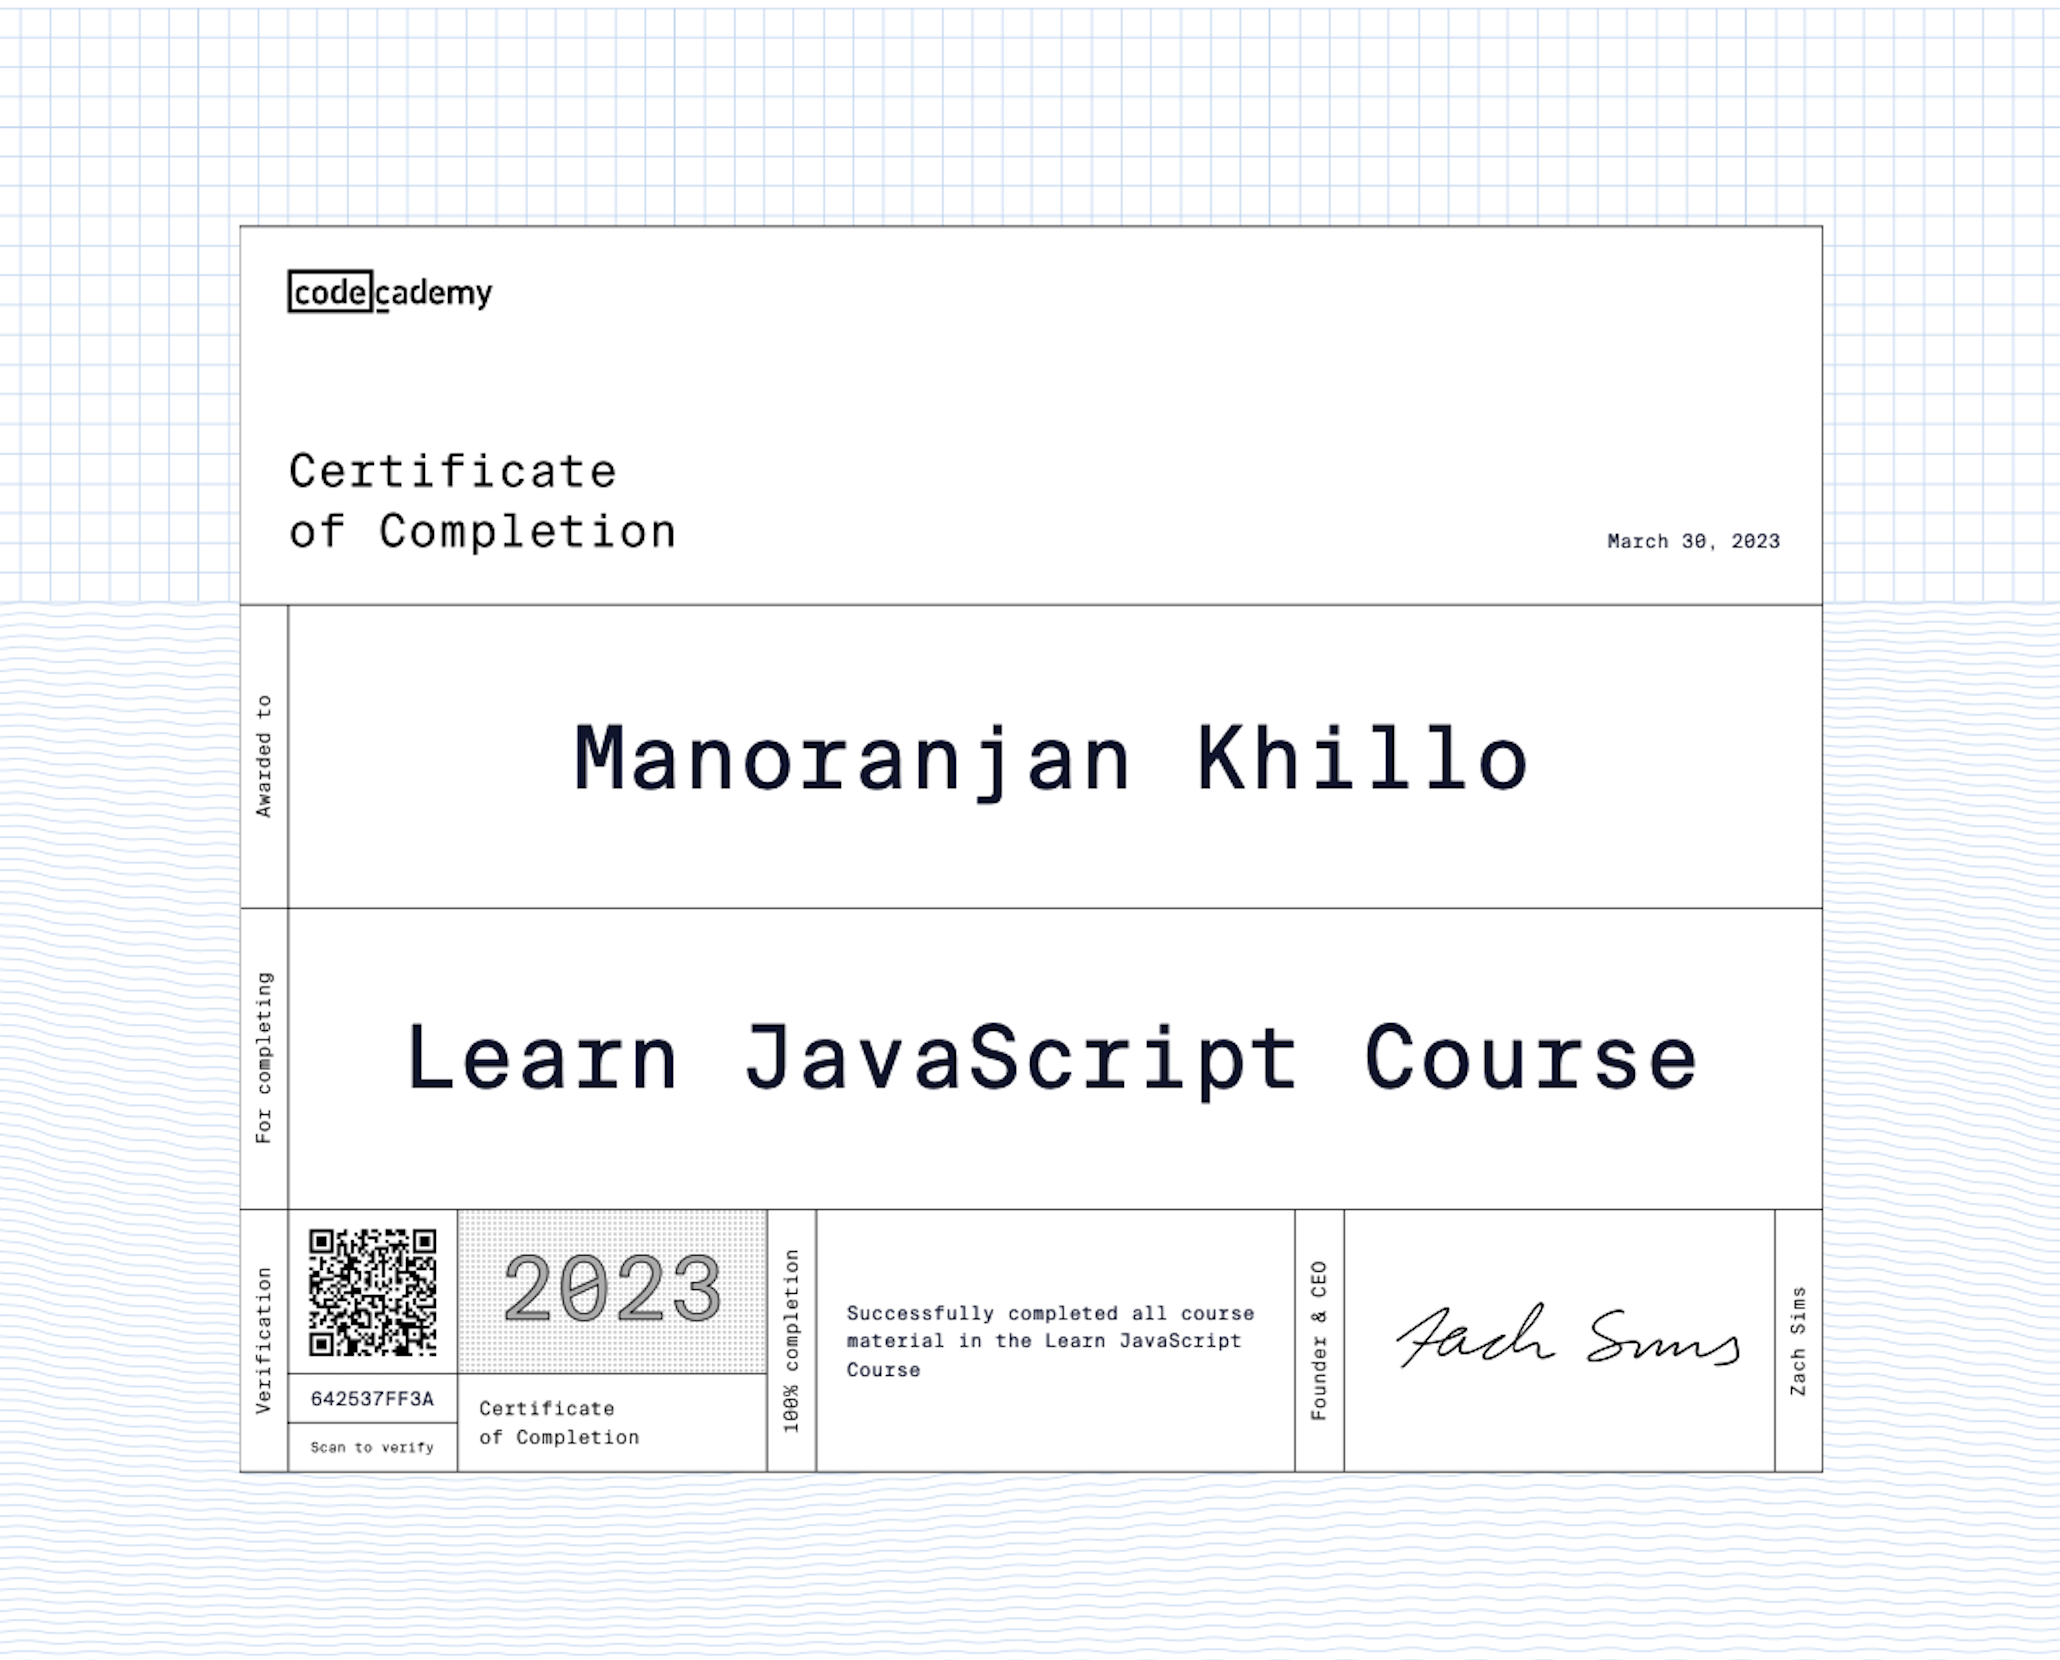 codecademy
Certificate
of Completion
March 30, 2023
Awarded to
Manoranjan Khillo
For completing
Learn JavaScript Course
Verification
642537FF3A
Scan to verify
2023
Certificate
of Completion
100% completion
Successfully completed all course
material in the Learn JavaScript
Course
Founder & CEO
Zach Sims
Zach Sims